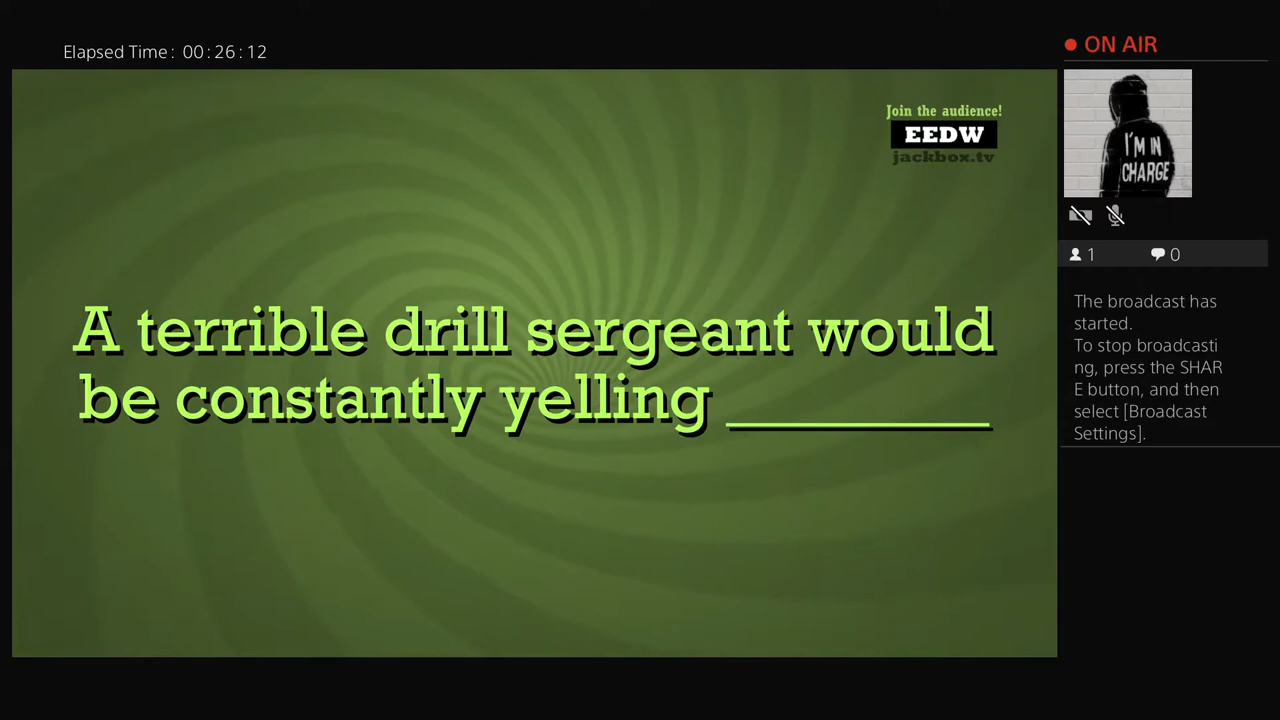 Elapsed Time: 00:26:12
ON AIR
Join the audience!
EEDW
jackbox.tv
I'M IN
CHARGE
1
0
A terrible drill sergeant would
be constantly yelling ________
The broadcast has
started.
To stop broadcasti
ng, press the SHAR
E button, and then
select [Broadcast
Settings].